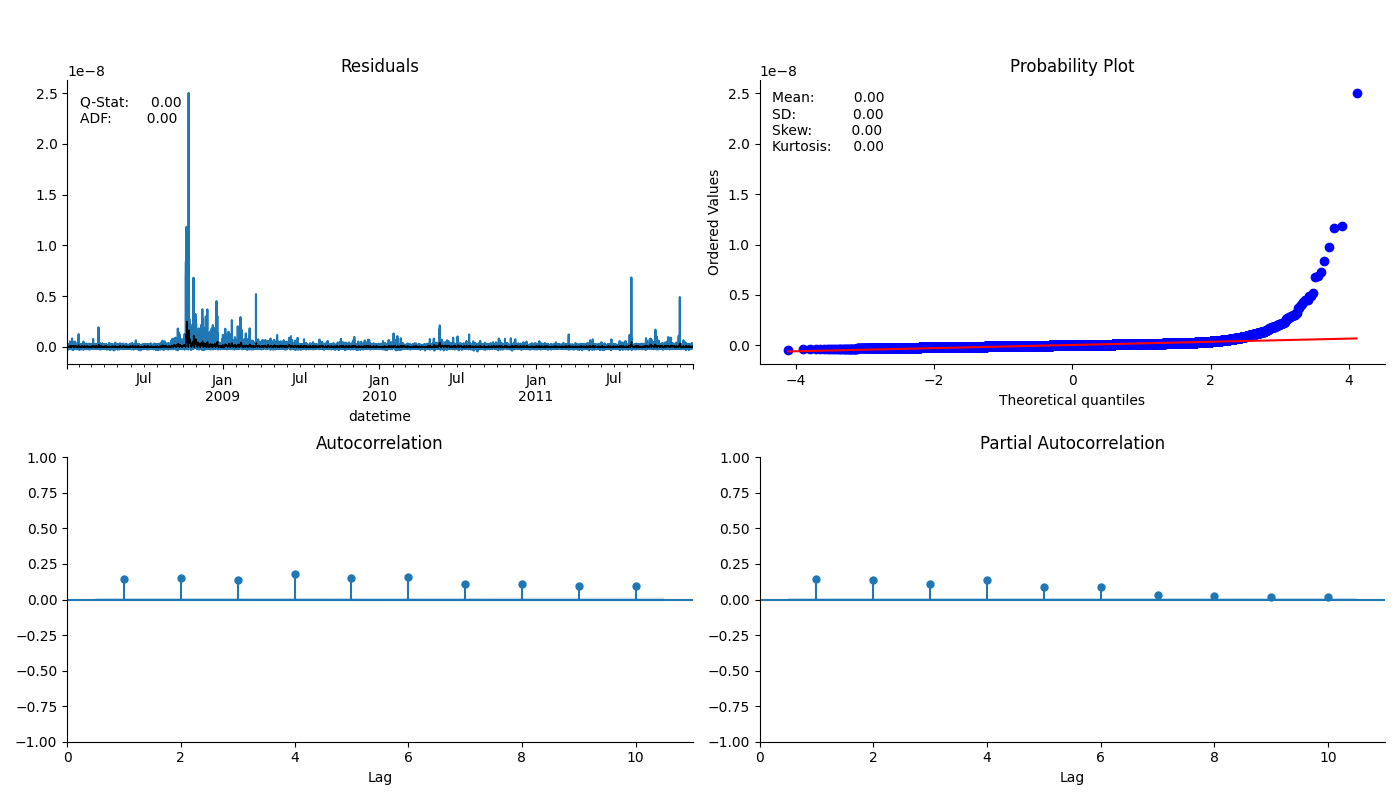 Residuals
1e−8
Q-Stat: 0.00
ADF: 0.00
2.5
2.0
1.5
1.0
0.5
0.0
Jul Jan Jul Jan Jul Jan Jul
2009 2010 2011
datetime
Probability Plot
1e−8
Mean: 0.00
SD: 0.00
Skew: 0.00
Kurtosis: 0.00
2.5
2.0
1.5
1.0
0.5
0.0
Ordered Values
−4 −2 0 2 4
Theoretical quantiles
Autocorrelation
1.00
0.75
0.50
0.25
0.00
−0.25
−0.50
−0.75
−1.00
0 2 4 6 8 10
Lag
Partial Autocorrelation
1.00
0.75
0.50
0.25
0.00
−0.25
−0.50
−0.75
−1.00
0 2 4 6 8 10
Lag